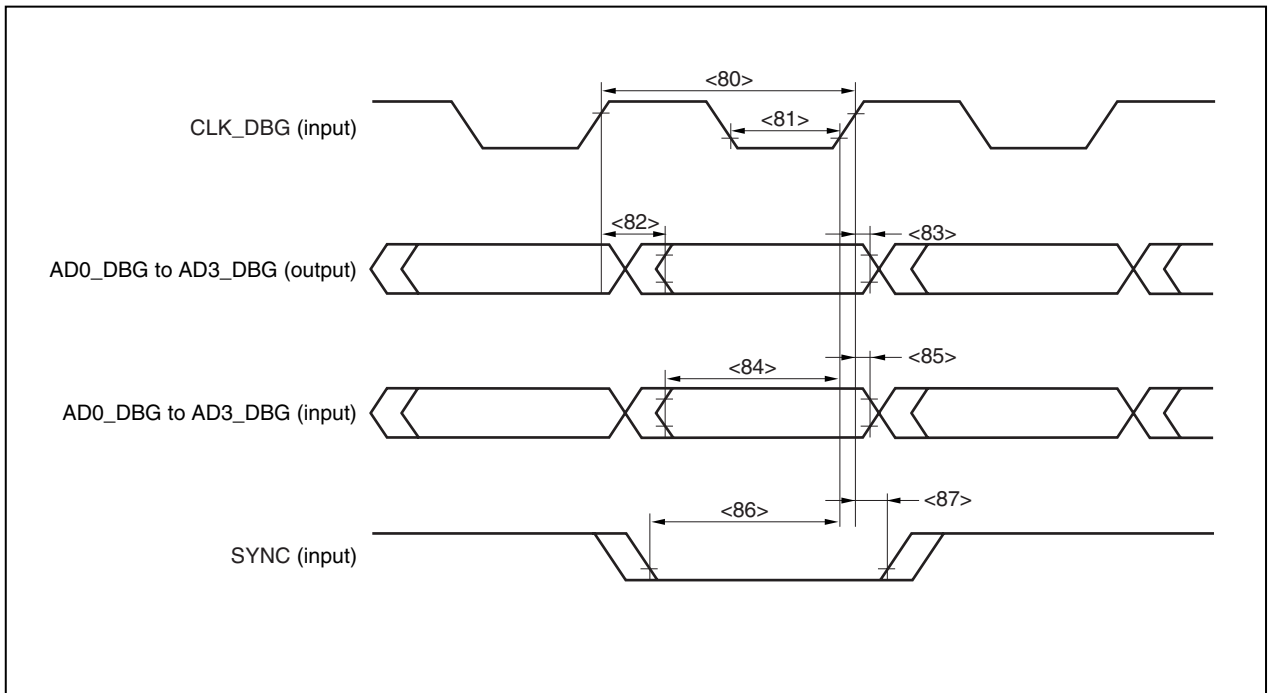 <80>
CLK_DBG (input)
<81>
<82>
<83>
AD0_DBG to AD3_DBG (output)
<84>
<85>
AD0_DBG to AD3_DBG (input)
<86>
<87>
SYNC (input)